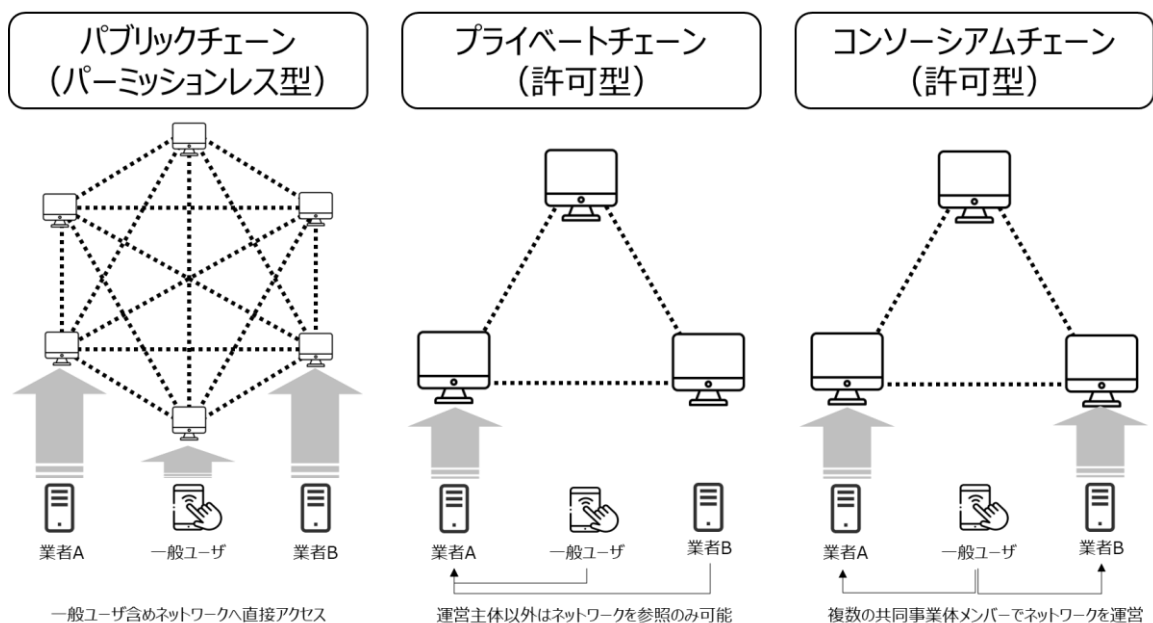 パブリックチェーン
（パーミッションレス型）
プライベートチェーン
（許可型）
コンソーシアムチェーン
（許可型）
業者A
一般ユーザ
業者B
一般ユーザ含めネットワークへ直接アクセス
業者A
一般ユーザ
業者B
運営主体以外はネットワークを参照のみ可能
業者A
一般ユーザ
業者B
複数の共同事業体メンバーでネットワークを運営